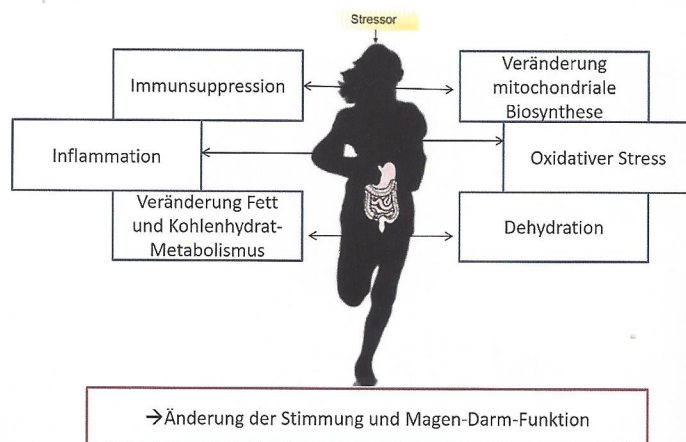 Stressor
Immunsuppression
Veränderung
mitochondriale
Biosynthese
Inflammation
Oxidativer Stress
Veränderung Fett
und Kohlenhydrat-
Metabolismus
Dehydration
→Änderung der Stimmung und Magen-Darm-Funktion